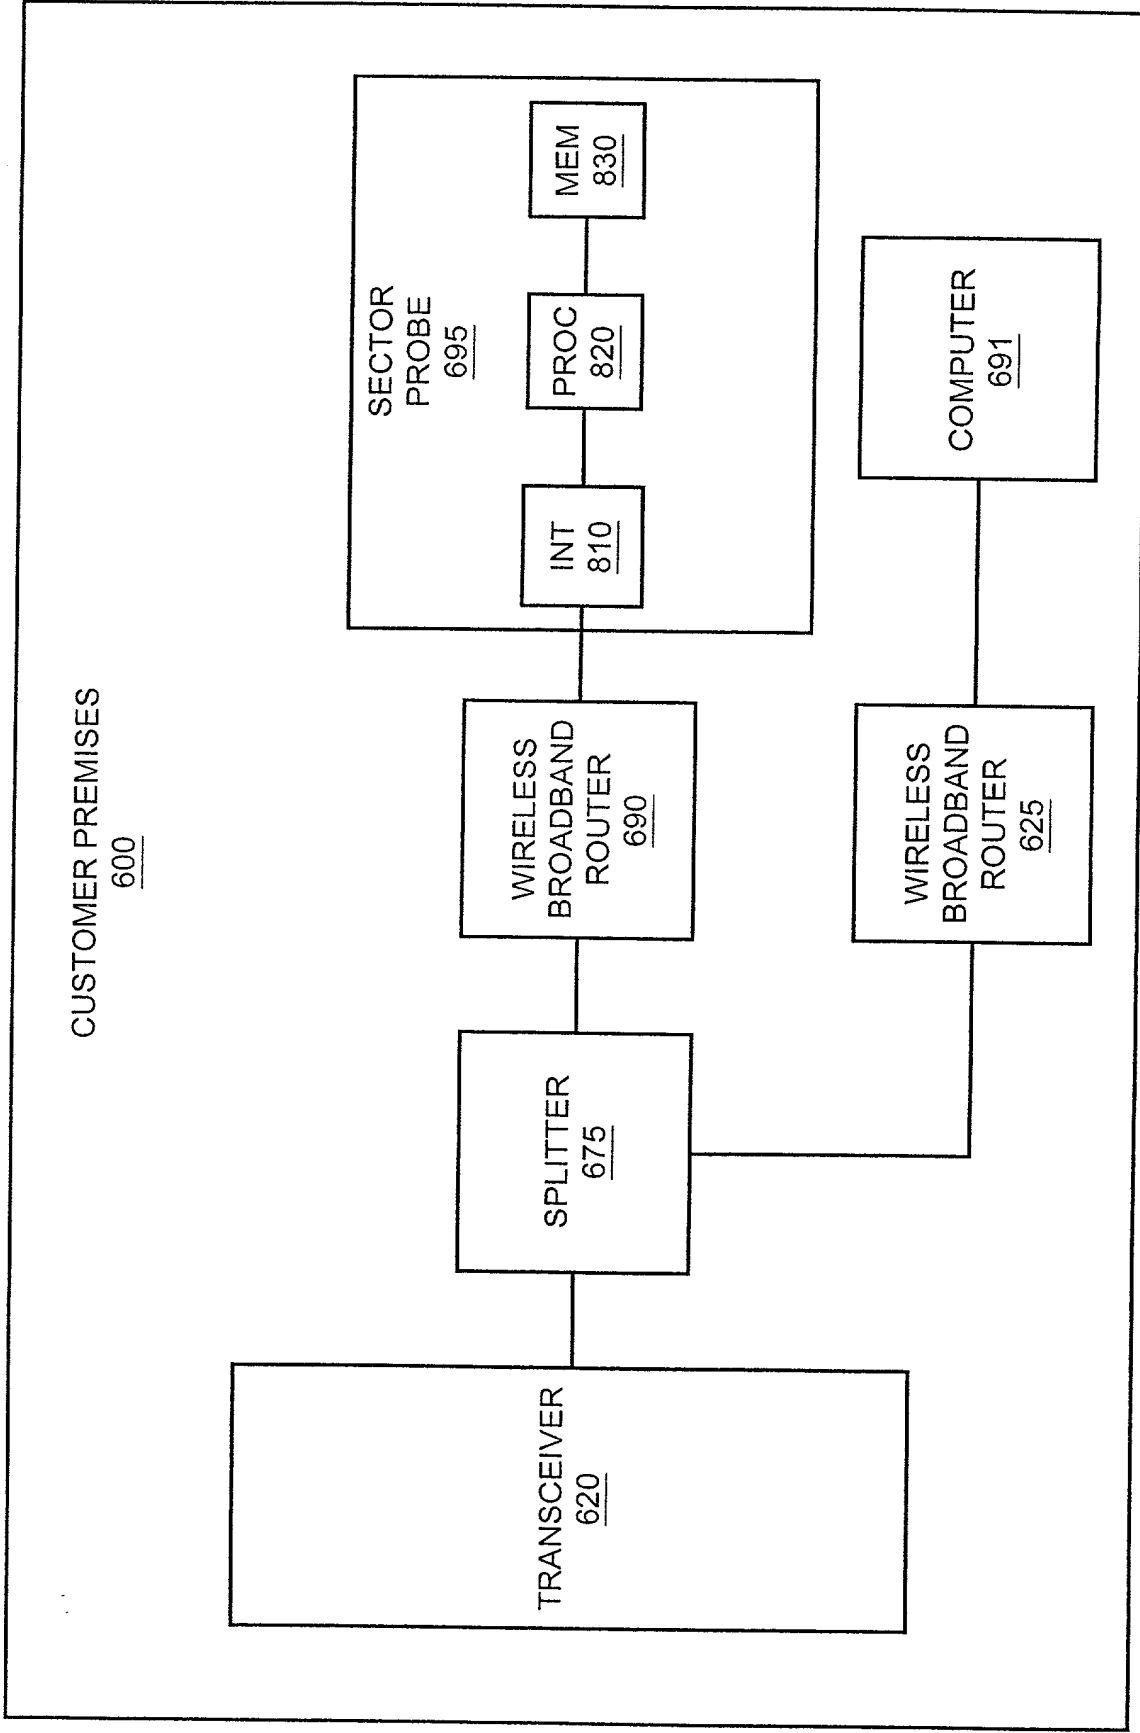 CUSTOMER PREMISES
600
TRANSCEIVER
620
SPLITTER
675
WIRELESS
BROADBAND
ROUTER
690
SECTOR
PROBE
695
INT
810
PROC
820
MEM
830
WIRELESS
BROADBAND
ROUTER
625
COMPUTER
691